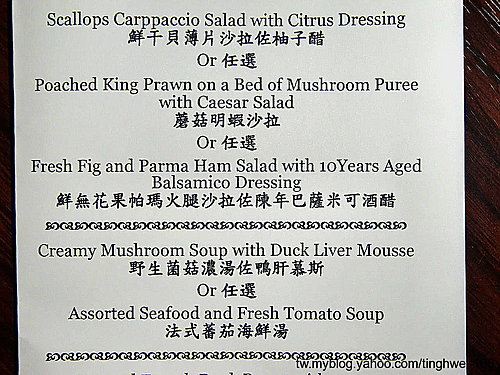 Scallops Carppaccio Salad with Citrus Dressing
鮮干貝薄片沙拉佐柚子醋
Or 任選
Poached King Prawn on a Bed of Mushroom Puree
with Caesar Salad
蘑菇明蝦沙拉
Or 任選
Fresh Fig and Parma Ham Salad with 10Years Aged
Balsamico Dressing
鮮無花果帕瑪火腿沙拉佐陳年巴薩米可酒醋
Creamy Mushroom Soup with Duck Liver Mousse
野生菌菇濃湯佐鴨肝慕斯
Or 任選
Assorted Seafood and Fresh Tomato Soup
法式蕃茄海鮮湯